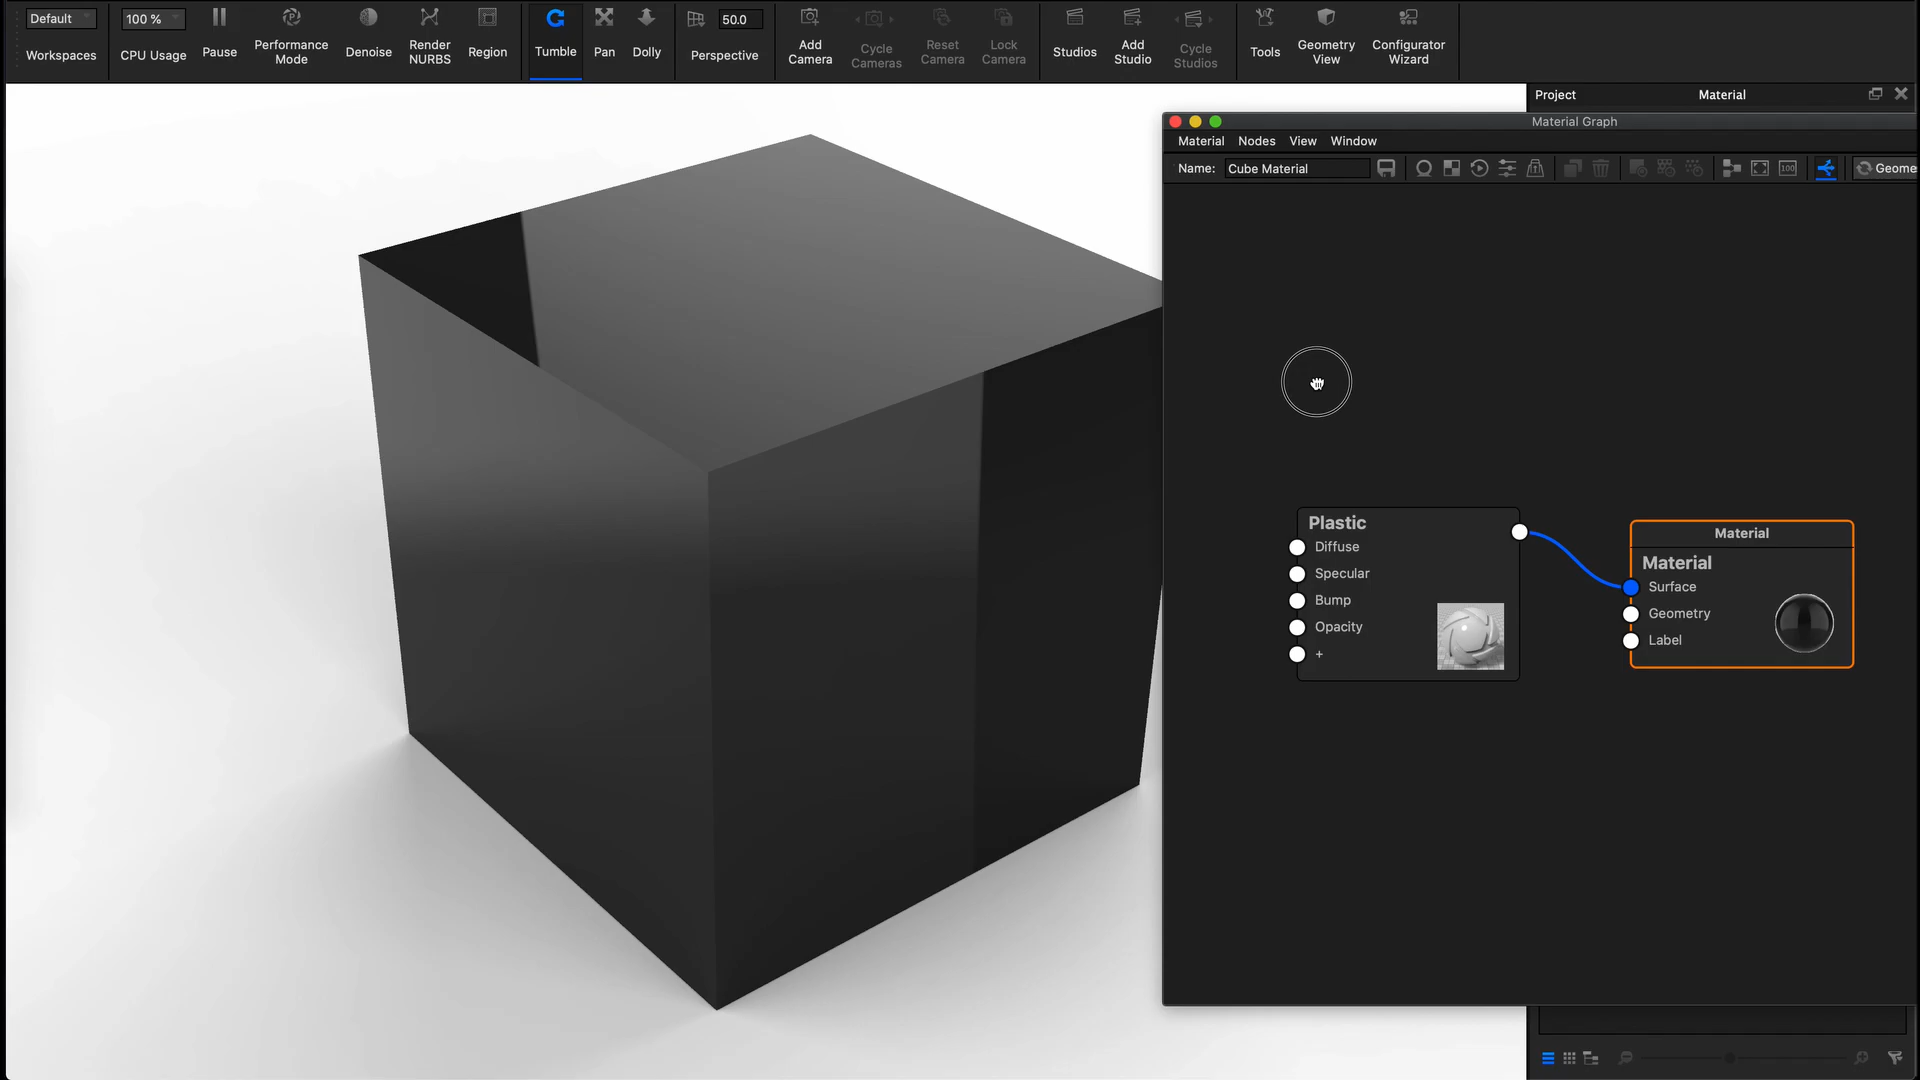 Default
Workspaces
100 %
CPU Usage
Pause
Performance
Mode
Denoise
Render
NURBS
Region
Tumble
Pan
Dolly
50.0
Perspective
Add
Camera
Cycle
Cameras
Reset
Camera
Lock
Camera
Studios
Add
Studio
Cycle
Studios
Tools
Geometry
View
Configurator
Wizard
Project
Material
Material Graph
Material Nodes View Window
Name: Cube Material
100
Geome
Plastic
Diffuse
Specular
Bump
Opacity
+
Material
Material
Surface
Geometry
Label